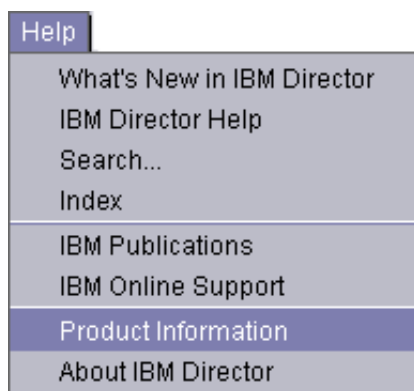 Help
What's New in IBM Director
IBM Director Help
Search...
Index
IBM Publications
IBM Online Support
Product Information
About IBM Director